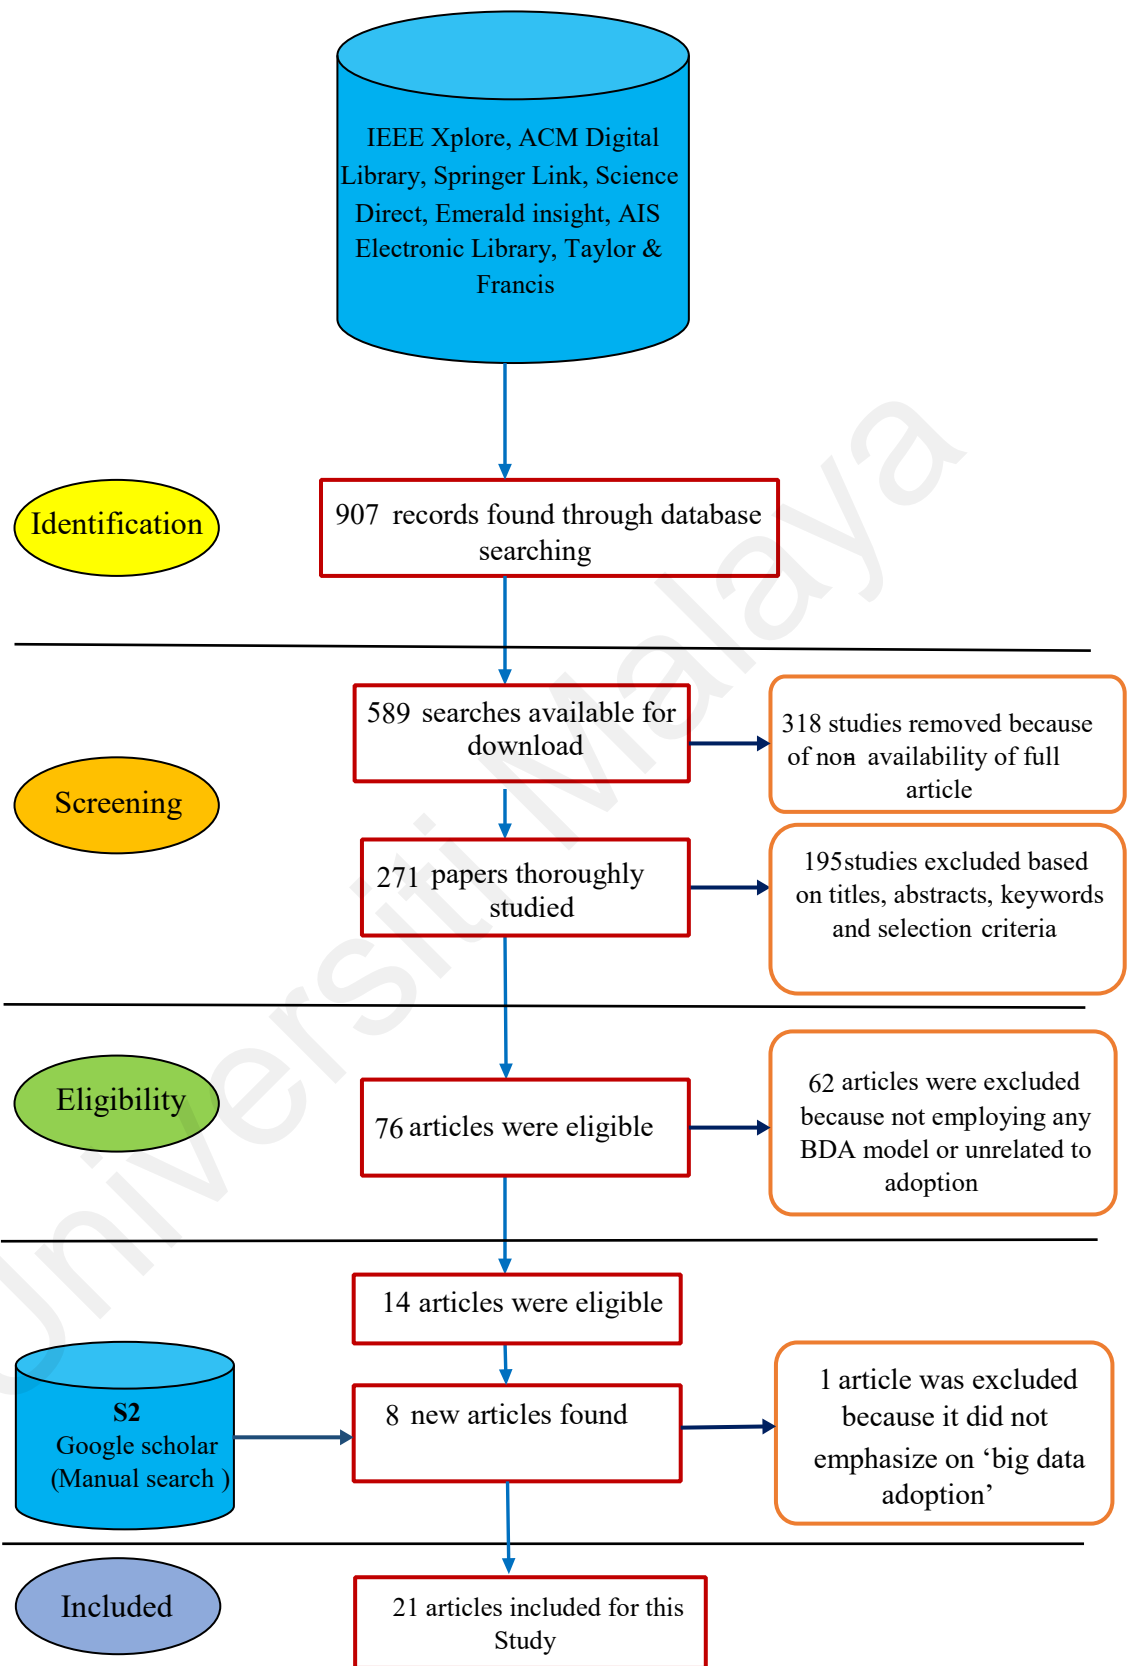 IEEE Xplore, ACM Digital
Library, Springer Link, Science
Direct, Emerald insight, AIS
Electronic Library, Taylor &
Francis
Identification
907 records found through database
searching
589 searches available for
download
318 studies removed because
of non availability of full
article
Screening
271 papers thoroughly
studied
195studies excluded based
on titles, abstracts, keywords
and selection criteria
Eligibility
76 articles were eligible
62 articles were excluded
because not employing any
BDA model or unrelated to
adoption
14 articles were eligible
S2
Google scholar
(Manual search )
8 new articles found
1 article was excluded
because it did not
emphasize on ‘big data
adoption’
Included
21 articles included for this
Study
Universiti Malaya